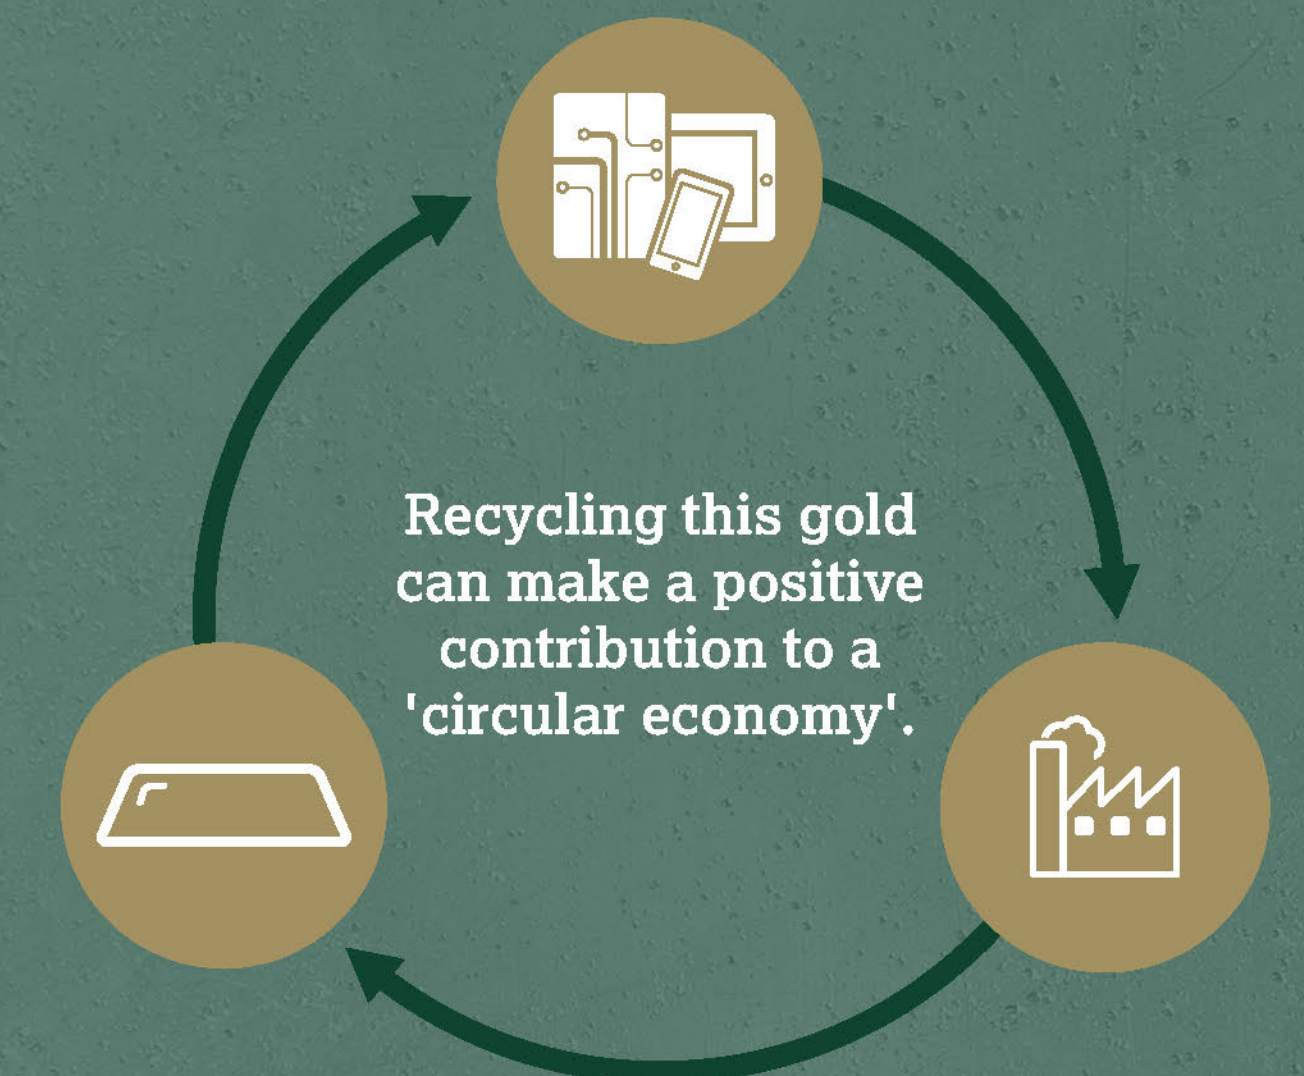 Recycling this gold
can make a positive
contribution to a
'circular economy'.